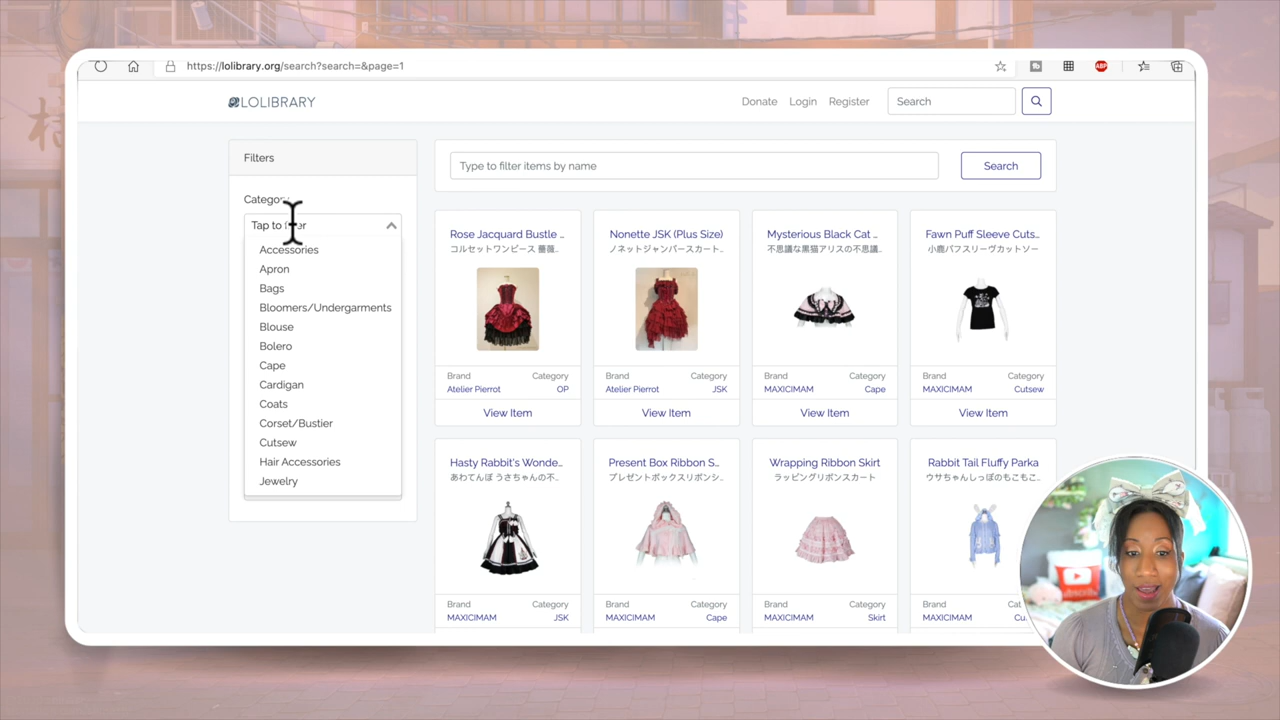 https://lolibrary.org/search?search=&page=1
ABP
LOLIBRARY
Donate
Login
Register
Search
Filters
Category
Tap to filter
Accessories
Apron
Bags
Bloomers/Undergarments
Blouse
Bolero
Cape
Cardigan
Coats
Corset/Bustier
Cutsew
Hair Accessories
Jewelry
Type to filter items by name
Search
Rose Jacquard Bustle ...
コルセットワンピース 薔薇...
Brand Category
Atelier Pierrot OP
View Item
Nonette JSK (Plus Size)
ノネットジャンパースカート...
Brand Category
Atelier Pierrot JSK
View Item
Mysterious Black Cat ...
不思議な黒猫アリスの不思議...
Brand Category
MAXICIMAM Cape
View Item
Fawn Puff Sleeve Cuts...
小鹿パフスリーヴカットソー
Brand Category
MAXICIMAM Cutsew
View Item
Hasty Rabbit's Wonde...
あわてんぼ うさちゃんの不...
Brand Category
MAXICIMAM JSK
Present Box Ribbon S...
プレゼントボックスリボンシ...
Brand Category
MAXICIMAM Cape
Wrapping Ribbon Skirt
ラッピングリボンスカート
Brand Category
MAXICIMAM Skirt
Rabbit Tail Fluffy Parka
ウサちゃんしっぽのもこもこ...
Brand
MAXICIMAM